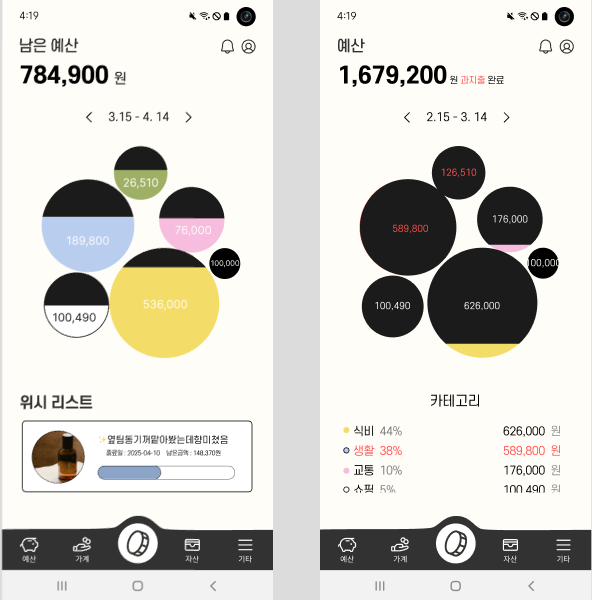 4:19
남은 예산
784,900 원
3.15 - 4. 14
26,510
189,800
76,000
100,000
536,000
100,490
위시 리스트
✨옆팀동기꺼맡아봤는데향미쳤음
종료일 : 2025-04-10 남은금액 : 148,370원
예산
가계
자산
기타
4:19
예산
1,679,200 원 과지출 완료
2.15 - 3. 14
126,510
589,800
176,000
100,000
626,000
100,490
카테고리
식비 44% 626,000 원
생활 38% 589,800 원
교통 10% 176,000 원
쇼핑 5% 100,490 원
예산
가계
자산
기타